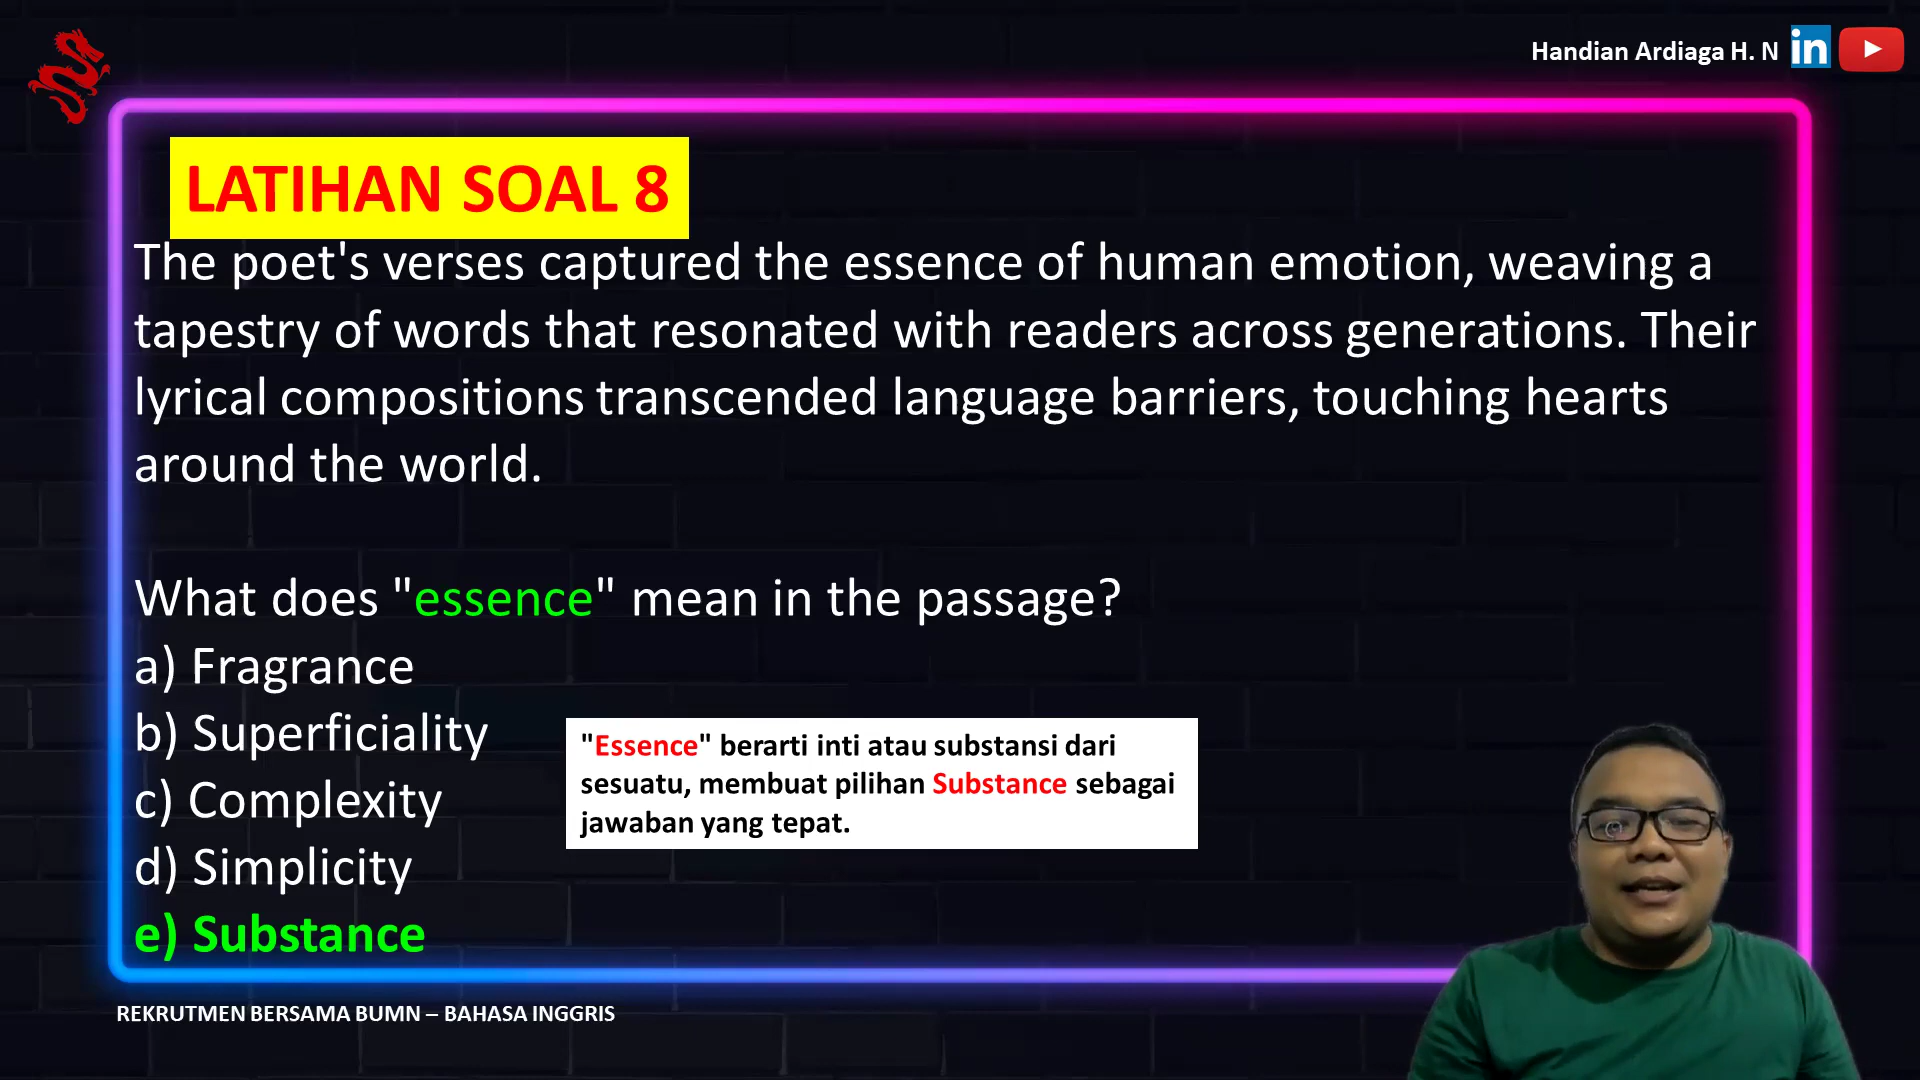 Handian Ardiaga H. N
in
LATIHAN SOAL 8
The poet's verses captured the essence of human emotion, weaving a
tapestry of words that resonated with readers across generations. Their
lyrical compositions transcended language barriers, touching hearts
around the world.
What does "essence" mean in the passage?
a) Fragrance
b) Superficiality
c) Complexity
d) Simplicity
e) Substance
"Essence" berarti inti atau substansi dari
sesuatu, membuat pilihan Substance sebagai
jawaban yang tepat.
REKRUTMEN BERSAMA BUMN – BAHASA INGGRIS